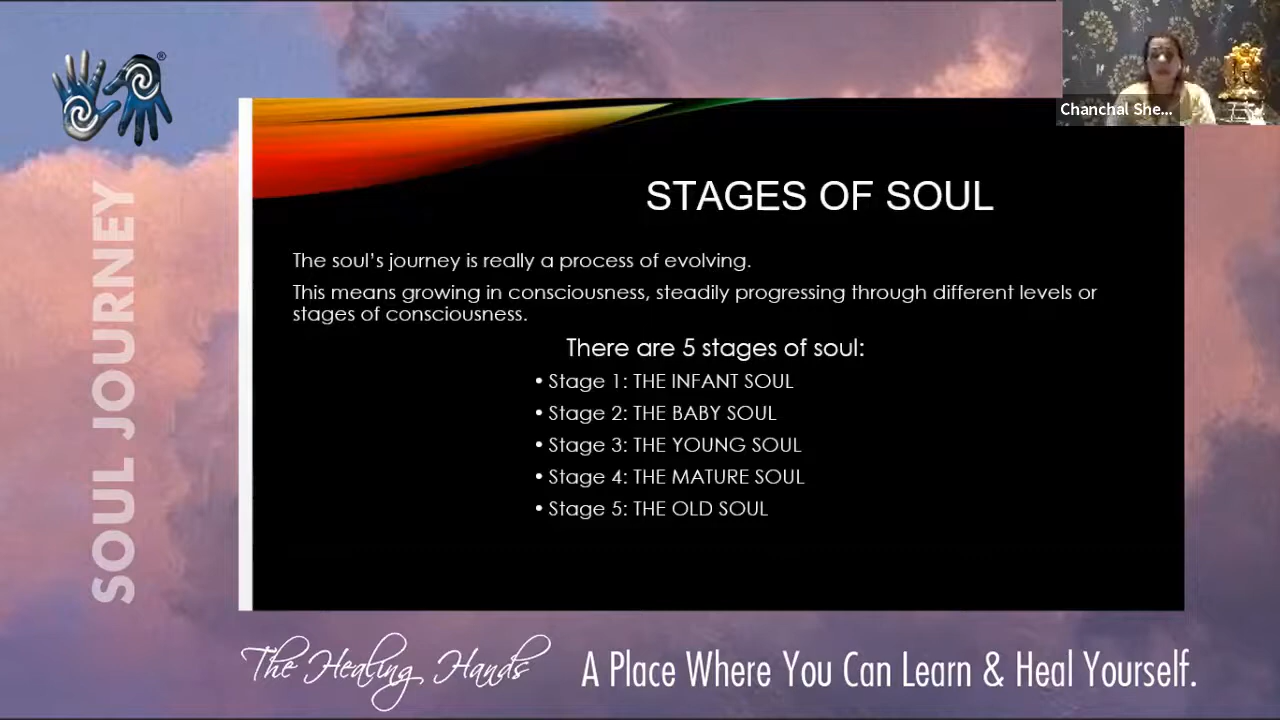 Chanchal She...
SOUL JOURNEY
STAGES OF SOUL
The soul’s journey is really a process of evolving.
This means growing in consciousness, steadily progressing through different levels or
stages of consciousness.
There are 5 stages of soul:
• Stage 1: THE INFANT SOUL
• Stage 2: THE BABY SOUL
• Stage 3: THE YOUNG SOUL
• Stage 4: THE MATURE SOUL
• Stage 5: THE OLD SOUL
The Healing Hands
A Place Where You Can Learn & Heal Yourself.